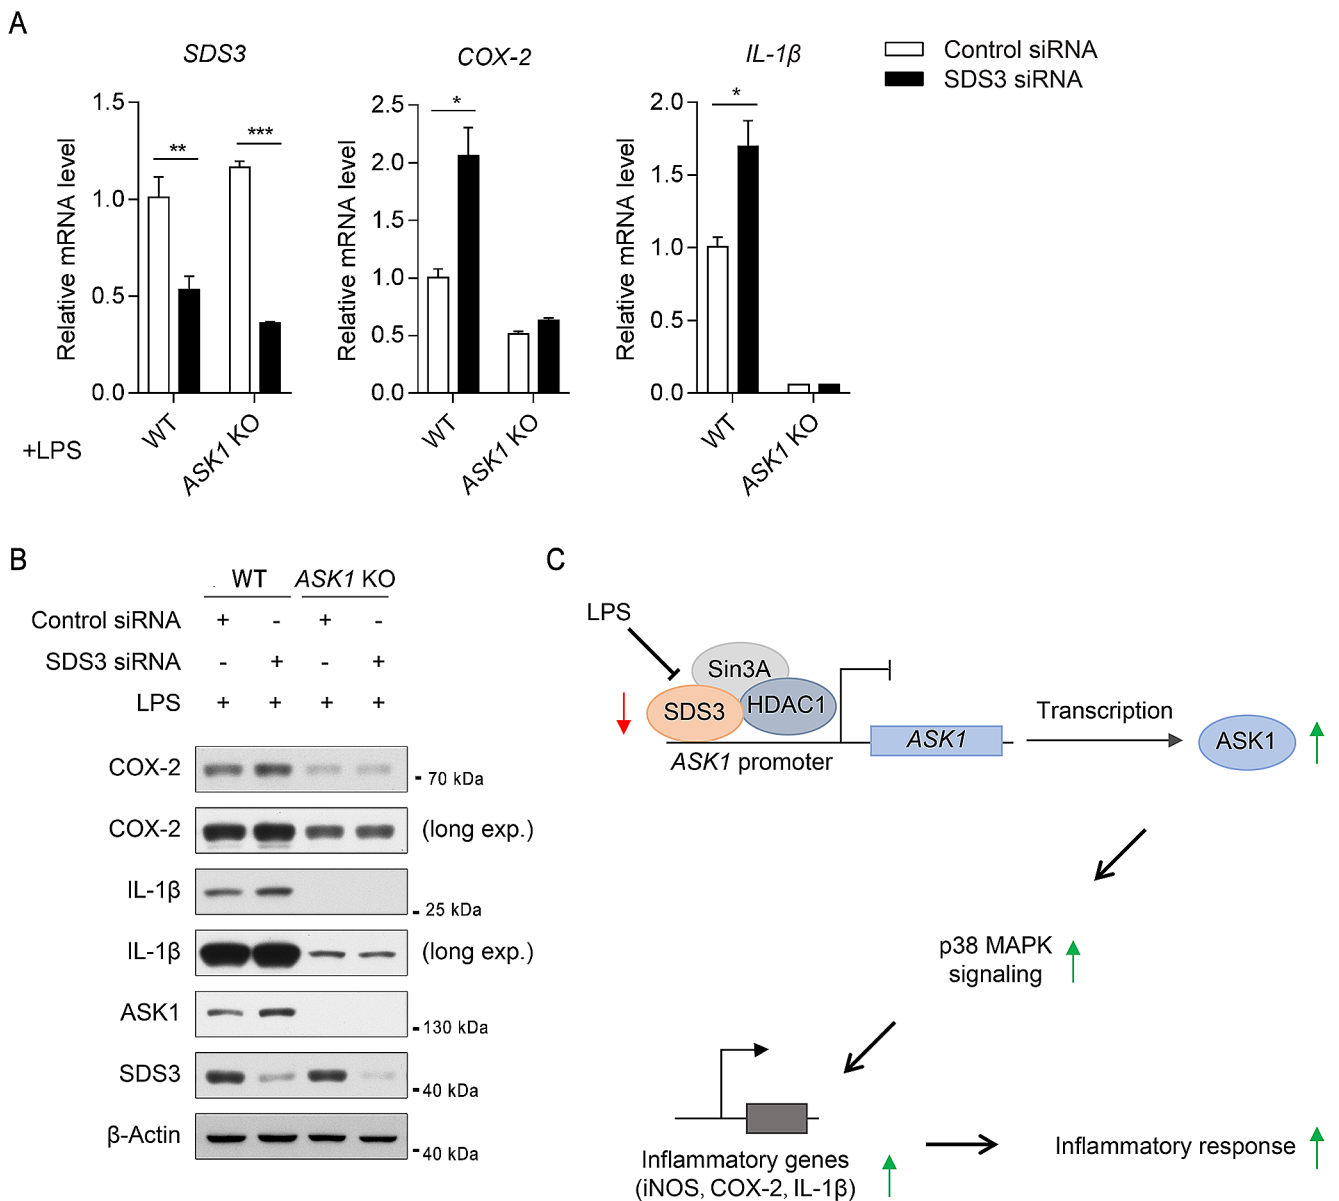 A
SDS3
COX-2
IL-1β
Control siRNA
SDS3 siRNA
Relative mRNA level
1.5
1.0
0.5
0.0
**
***
WT
ASK1 KO
Relative mRNA level
2.5
2.0
1.5
1.0
0.5
0.0
*
WT
ASK1 KO
Relative mRNA level
2.0
1.5
1.0
0.5
0.0
*
WT
ASK1 KO
+LPS
B
WT ASK1 KO
Control siRNA + - + -
SDS3 siRNA - + - +
LPS + + + +
COX-2 - 70 kDa
COX-2 (long exp.)
IL-1β - 25 kDa
IL-1β (long exp.)
ASK1 - 130 kDa
SDS3 - 40 kDa
β-Actin - 40 kDa
C
LPS
Sin3A
SDS3
HDAC1
ASK1 promoter
ASK1
Transcription
ASK1
p38 MAPK
signaling
Inflammatory genes
(iNOS, COX-2, IL-1β)
Inflammatory response